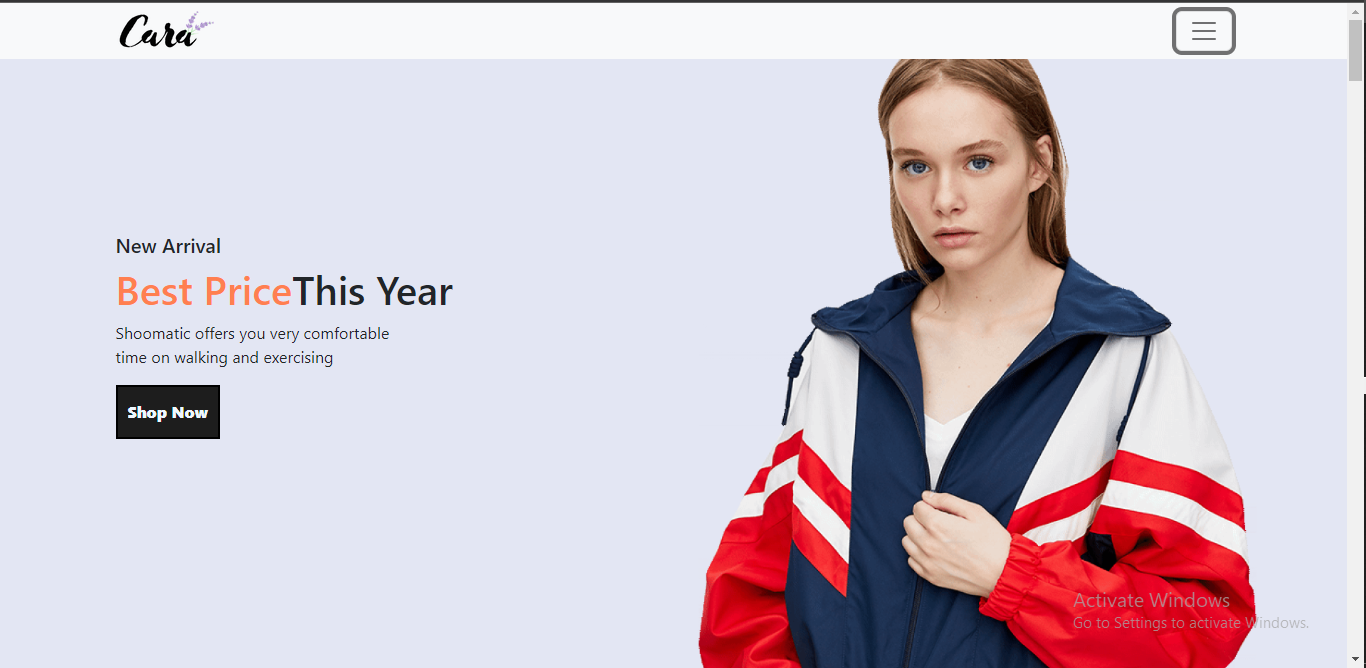 Cara
New Arrival
Best PriceThis Year
Shoomatic offers you very comfortable
time on walking and exercising
Shop Now
Activate Windows
Go to Settings to activate Windows.